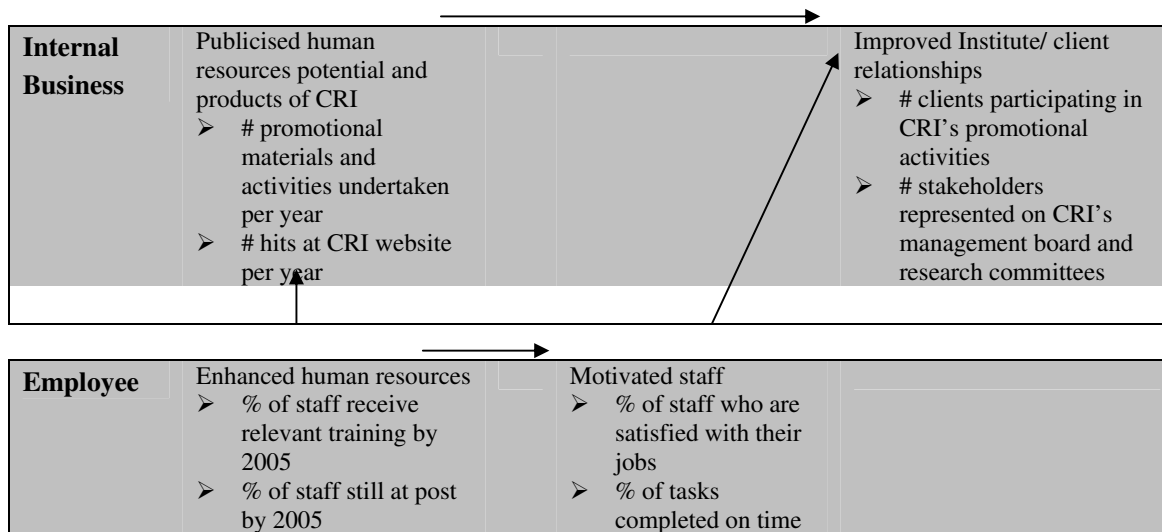 Internal
Business
Publicised human
resources potential and
products of CRI
➢ # promotional
materials and
activities undertaken
per year
➢ # hits at CRI website
per year
Improved Institute/ client
relationships
➢ # clients participating in
CRI's promotional
activities
➢ # stakeholders
represented on CRI's
management board and
research committees
Employee
Enhanced human resources
➢ % of staff receive
relevant training by
2005
➢ % of staff still at post
by 2005
Motivated staff
➢ % of staff who are
satisfied with their
jobs
➢ % of tasks
completed on time